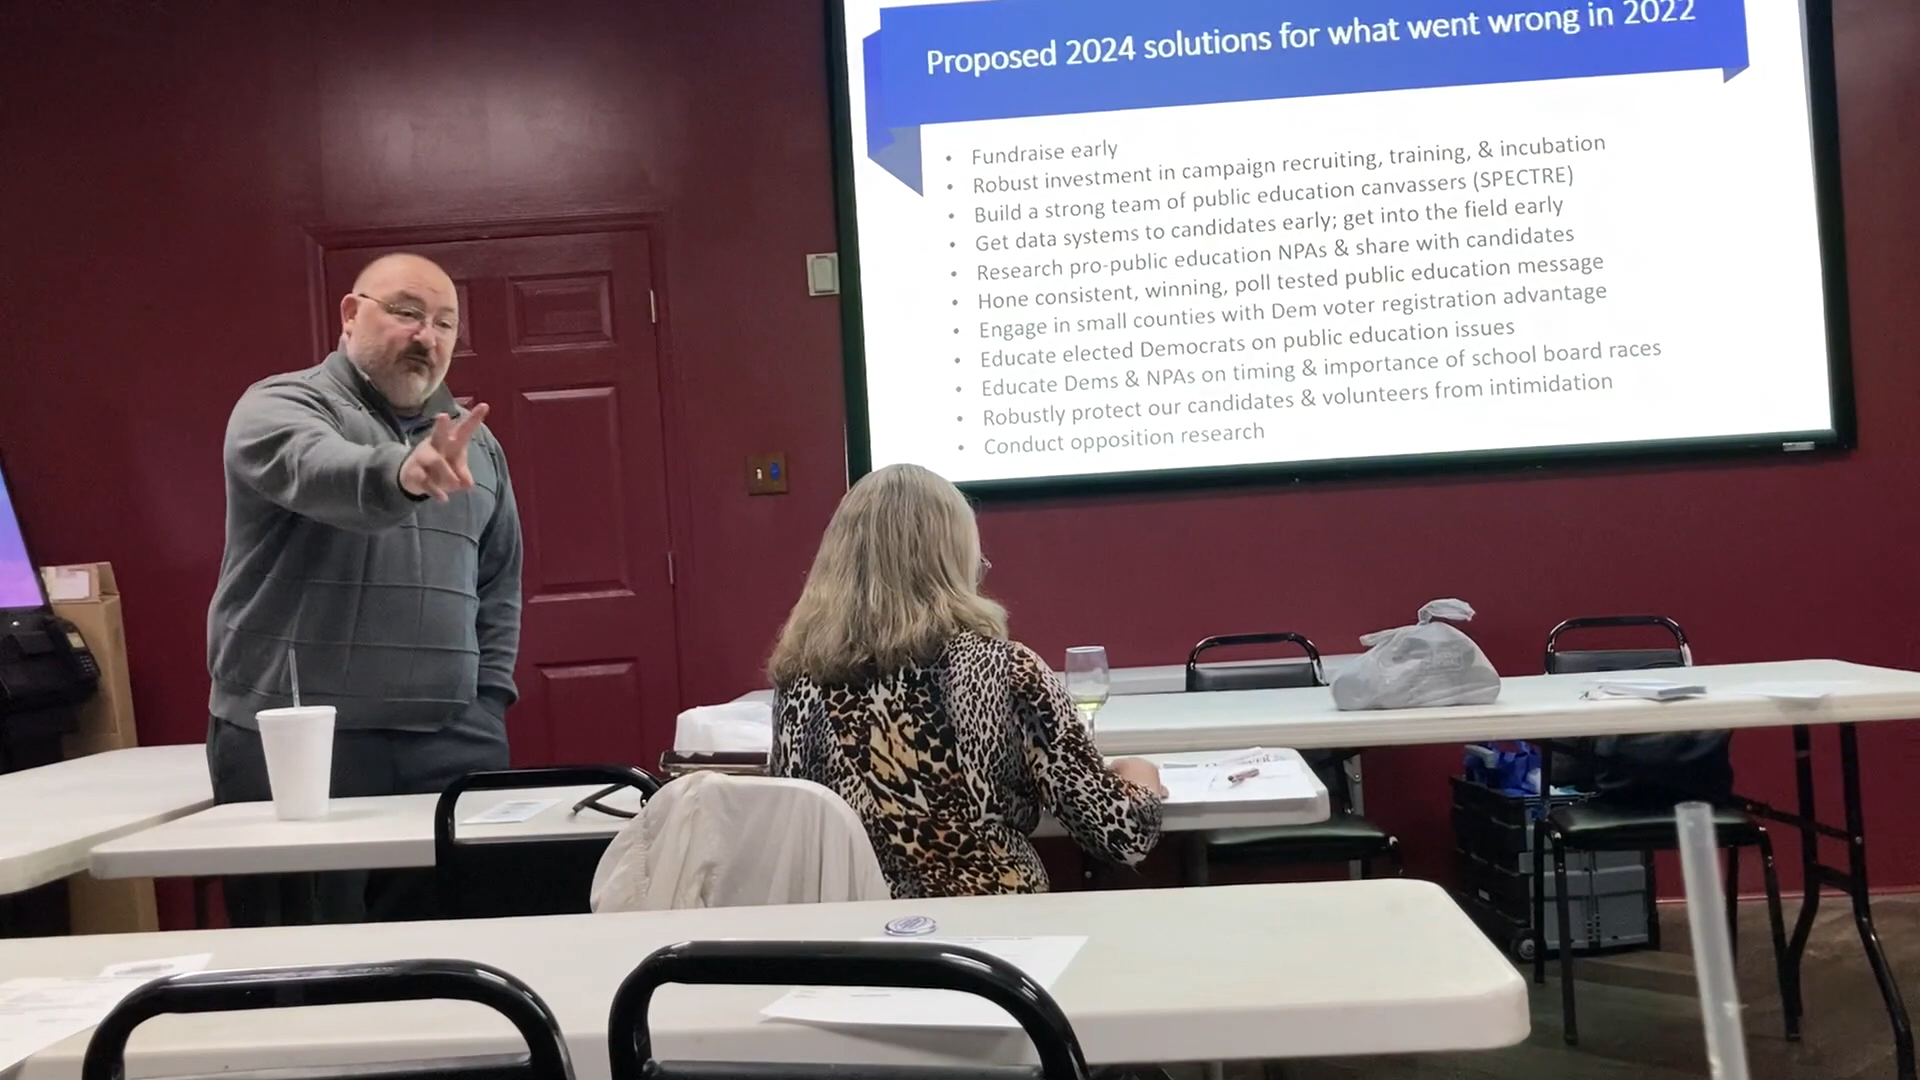 Proposed 2024 solutions for what went wrong in 2022
• Fundraise early
• Robust investment in campaign recruiting, training, & incubation
• Build a strong team of public education canvassers (SPECTRE)
• Get data systems to candidates early; get into the field early
• Research pro-public education NPAs & share with candidates
• Hone consistent, winning, poll tested public education message
• Engage in small counties with Dem voter registration advantage
• Educate elected Democrats on public education issues
• Educate Dems & NPAs on timing & importance of school board races
• Robustly protect our candidates & volunteers from intimidation
• Conduct opposition research